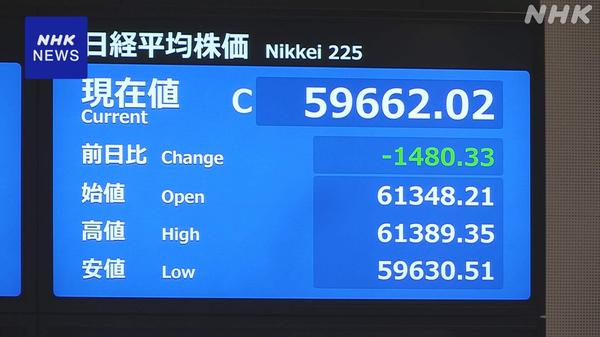 NHK
NHK
NEWS
日経平均株価 Nikkei 225
現在値 C 59662.02
Current
前日比 Change -1480.33
始値 Open 61348.21
高値 High 61389.35
安値 Low 59630.51